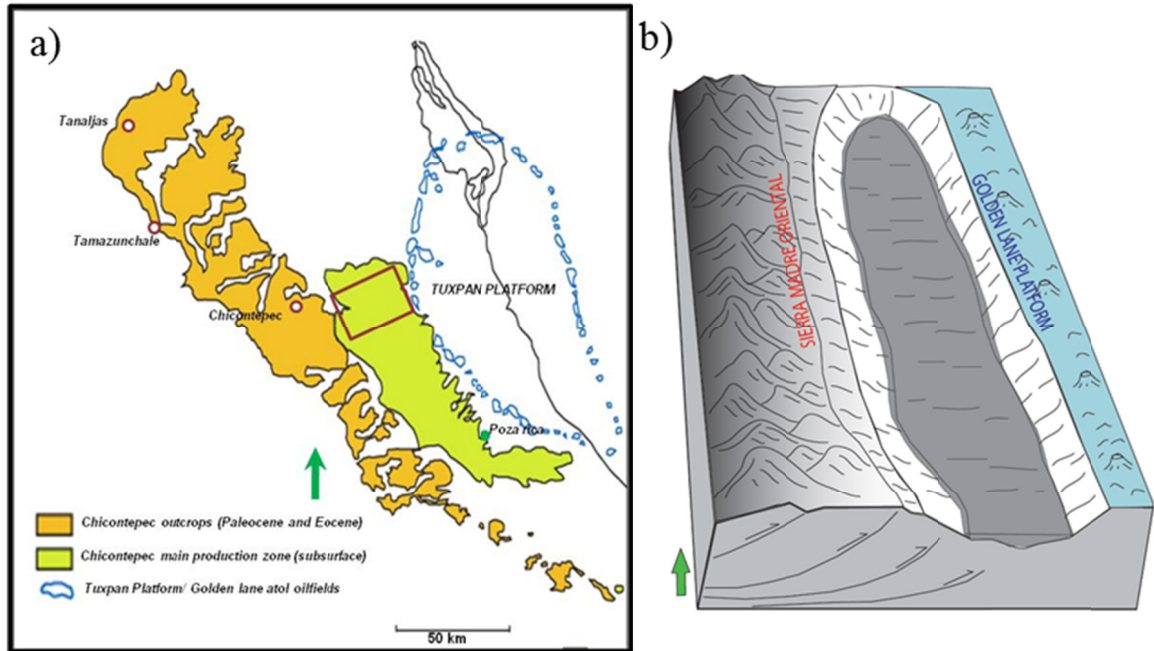 a)
Tanaljas
Tamazunchale
Chicontepec
TUXPAN PLATFORM
Poza rica
Chicontepec outcrops (Paleocene and Eocene)
Chicontepec main production zone (subsurface)
Tuxpan Platform/ Golden lane atol oilfields
50 km
b)
SIERRA MADRE ORIENTAL
GOLDEN LANE PLATFORM